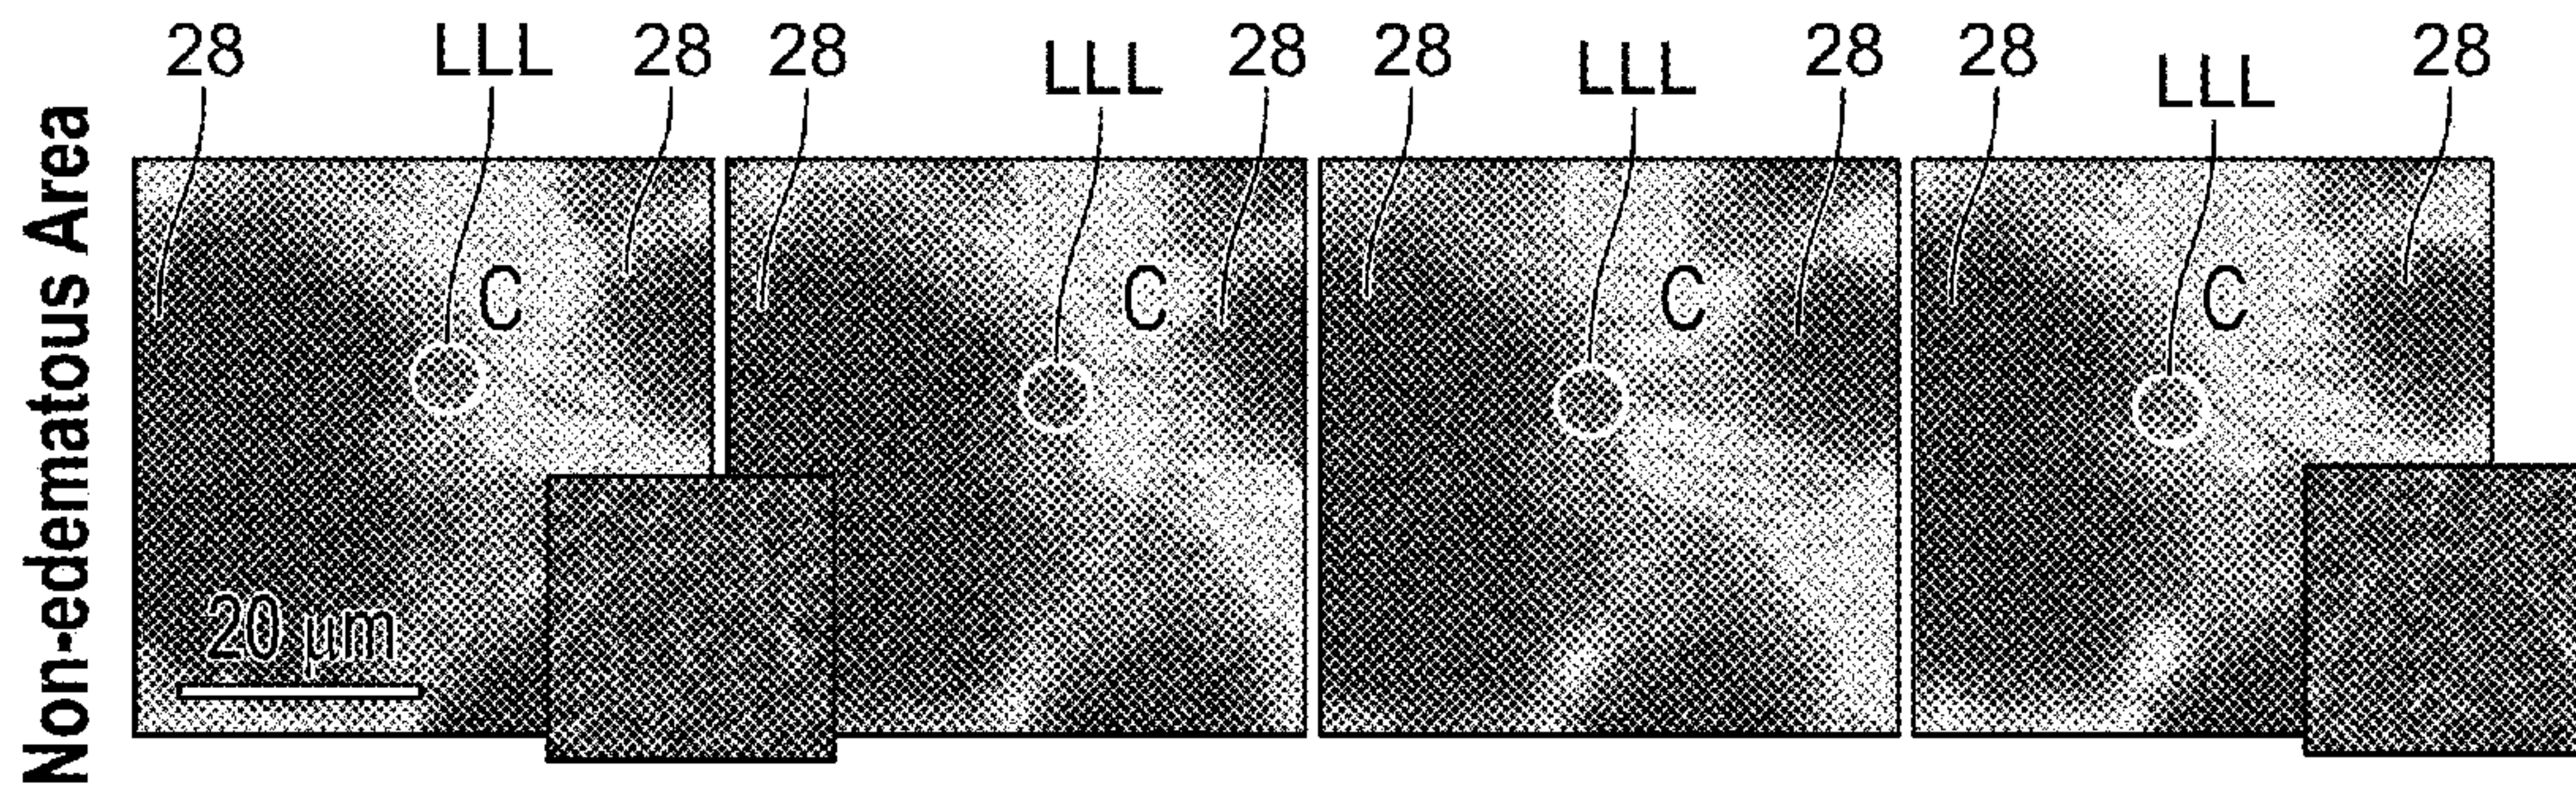 28 LLL 28 28 LLL 28 28 LLL 28 28 LLL 28
Non-edematous Area
C C C C
20 μm